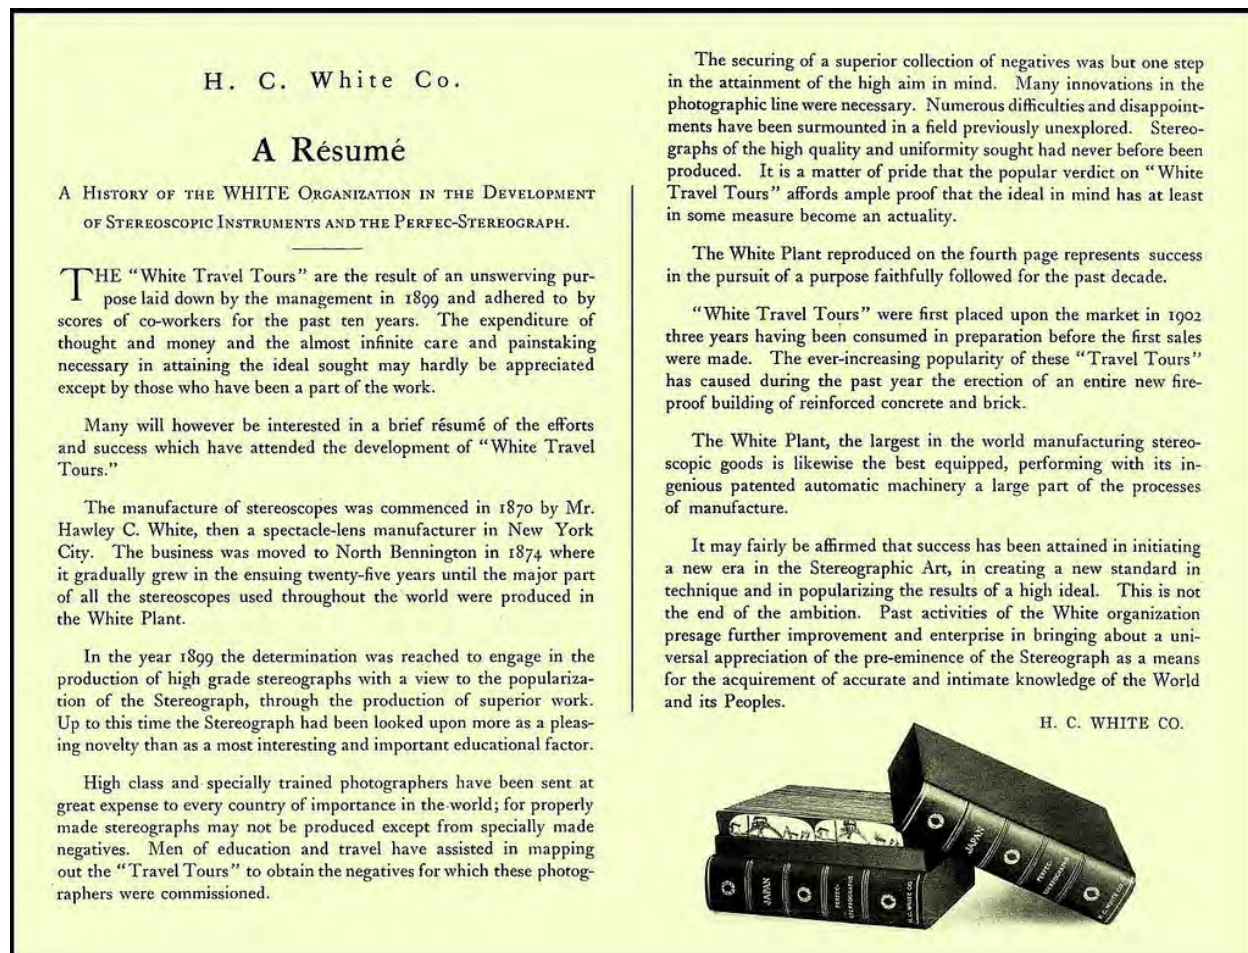 H. C. White Co.
A Résumé
A HISTORY OF THE WHITE ORGANIZATION IN THE DEVELOPMENT
OF STEREOSCOPIC INSTRUMENTS AND THE PERFEC-STEREOGRAPH.
THE “White Travel Tours” are the result of an unswerving pur-
pose laid down by the management in 1899 and adhered to by
scores of co-workers for the past ten years. The expenditure of
thought and money and the almost infinite care and painstaking
necessary in attaining the ideal sought may hardly be appreciated
except by those who have been a part of the work.
Many will however be interested in a brief résumé of the efforts
and success which have attended the development of “White Travel
Tours.”
The manufacture of stereoscopes was commenced in 1870 by Mr.
Hawley C. White, then a spectacle-lens manufacturer in New York
City. The business was moved to North Bennington in 1874 where
it gradually grew in the ensuing twenty-five years until the major part
of all the stereoscopes used throughout the world were produced in
the White Plant.
In the year 1899 the determination was reached to engage in the
production of high grade stereographs with a view to the populariza-
tion of the Stereograph, through the production of superior work.
Up to this time the Stereograph had been looked upon more as a pleas-
ing novelty than as a most interesting and important educational factor.
High class and specially trained photographers have been sent at
great expense to every country of importance in the world; for properly
made stereographs may not be produced except from specially made
negatives. Men of education and travel have assisted in mapping
out the “Travel Tours” to obtain the negatives for which these photog-
raphers were commissioned.
The securing of a superior collection of negatives was but one step
in the attainment of the high aim in mind. Many innovations in the
photographic line were necessary. Numerous difficulties and disappoint-
ments have been surmounted in a field previously unexplored. Stereo-
graphs of the high quality and uniformity sought had never before been
produced. It is a matter of pride that the popular verdict on “White
Travel Tours” affords ample proof that the ideal in mind has at least
in some measure become an actuality.
The White Plant reproduced on the fourth page represents success
in the pursuit of a purpose faithfully followed for the past decade.
“White Travel Tours” were first placed upon the market in 1902
three years having been consumed in preparation before the first sales
were made. The ever-increasing popularity of these “Travel Tours”
has caused during the past year the erection of an entire new fire-
proof building of reinforced concrete and brick.
The White Plant, the largest in the world manufacturing stereo-
scopic goods is likewise the best equipped, performing with its in-
genious patented automatic machinery a large part of the processes
of manufacture.
It may fairly be affirmed that success has been attained in initiating
a new era in the Stereographic Art, in creating a new standard in
technique and in popularizing the results of a high ideal. This is not
the end of the ambition. Past activities of the White organization
presage further improvement and enterprise in bringing about a uni-
versal appreciation of the pre-eminence of the Stereograph as a means
for the acquirement of accurate and intimate knowledge of the World
and its Peoples.
H. C. WHITE CO.
JAPAN
PERFEC-
STEREOGRAPHS
H.C. WHITE CO.
JAPAN
PERFEC-
STEREOGRAPHS
H.C. WHITE CO.